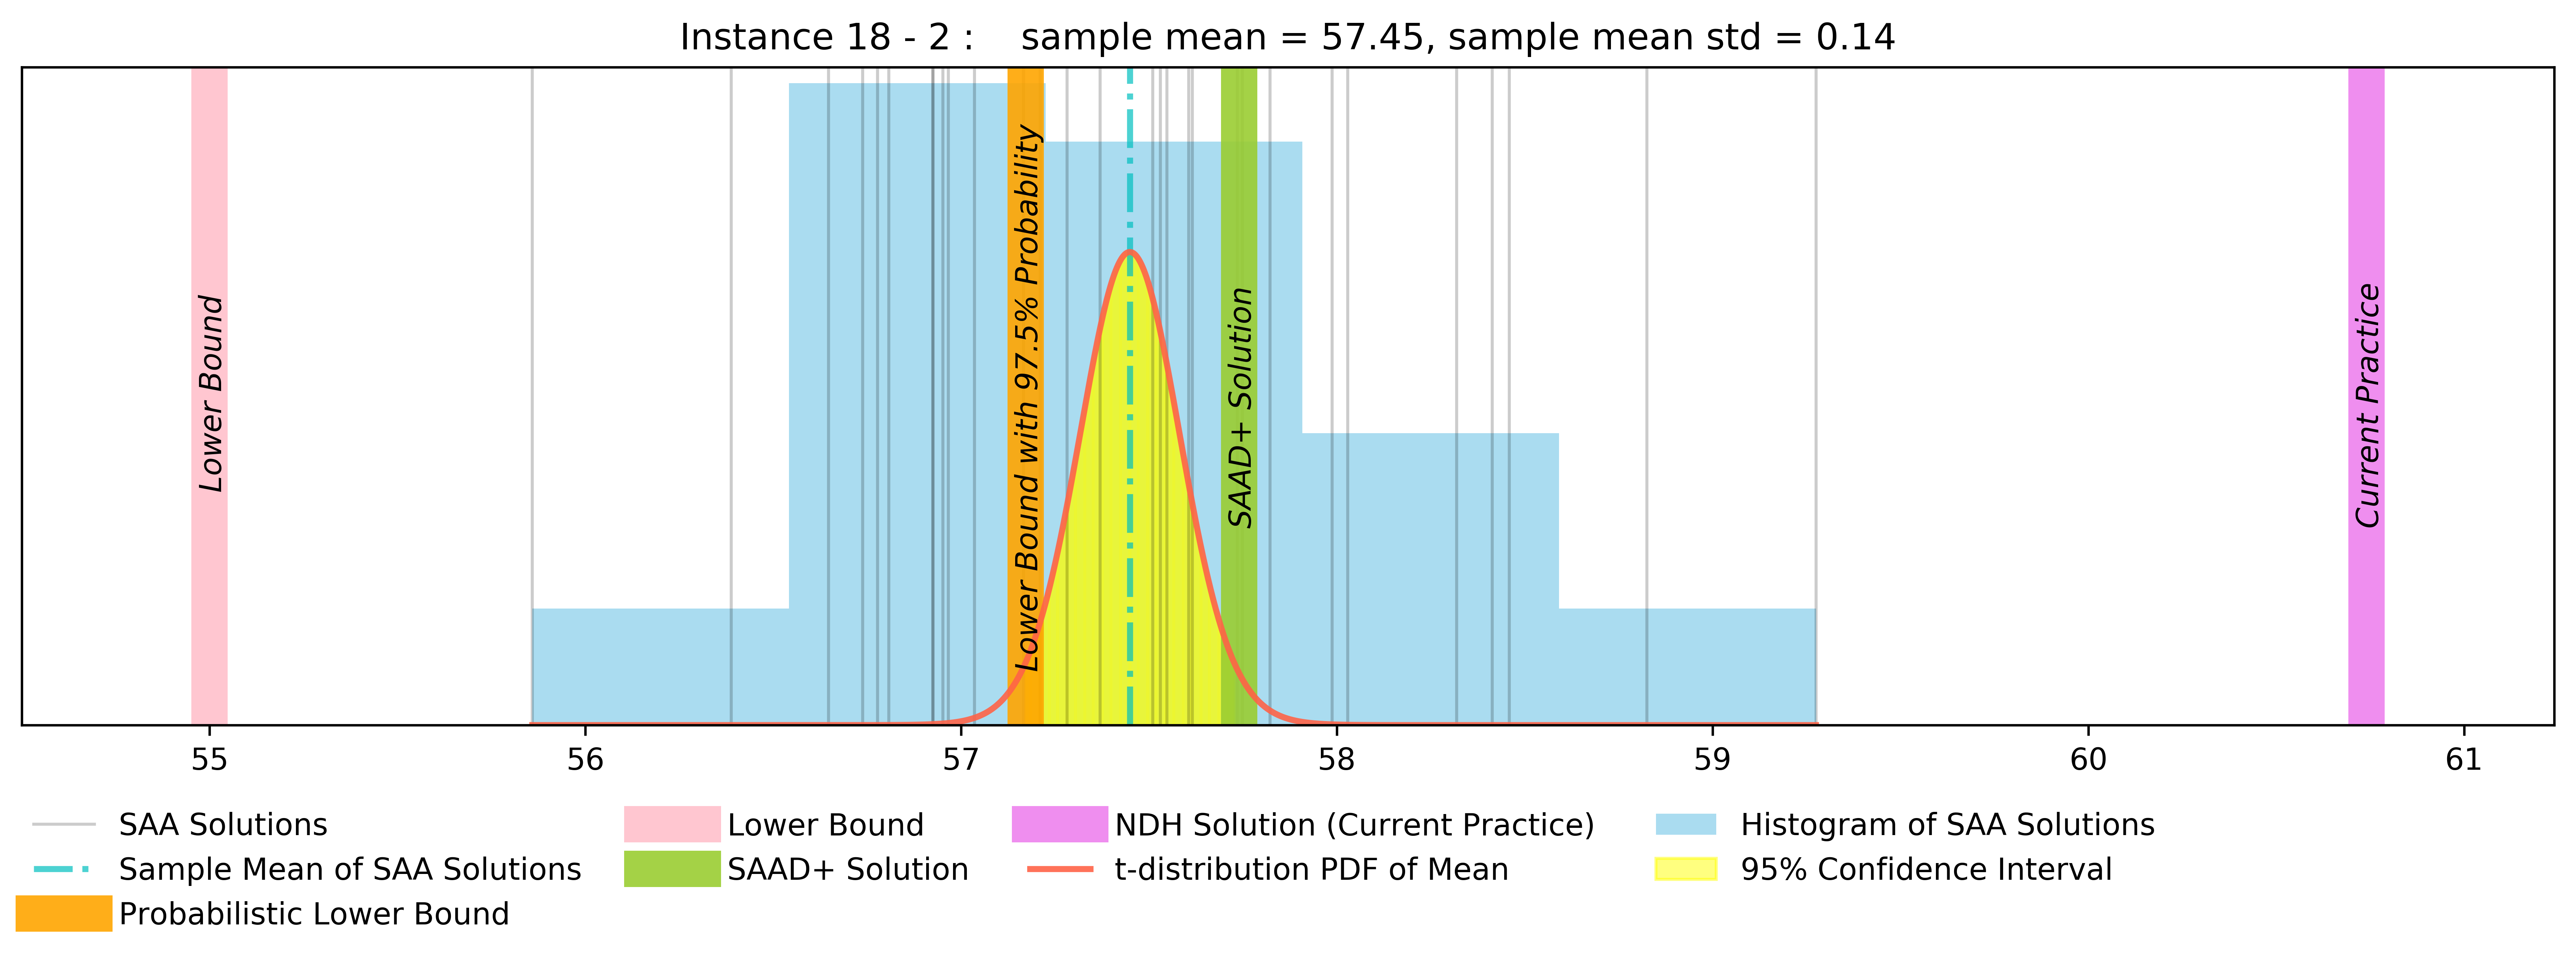 Instance 18 - 2 :    sample mean = 57.45, sample mean std = 0.14
Lower Bound
Lower Bound with 97.5% Probability
SAAD+ Solution
Current Practice
55 56 57 58 59 60 61
SAA Solutions
Sample Mean of SAA Solutions
Probabilistic Lower Bound
Lower Bound
SAAD+ Solution
NDH Solution (Current Practice)
t-distribution PDF of Mean
Histogram of SAA Solutions
95% Confidence Interval